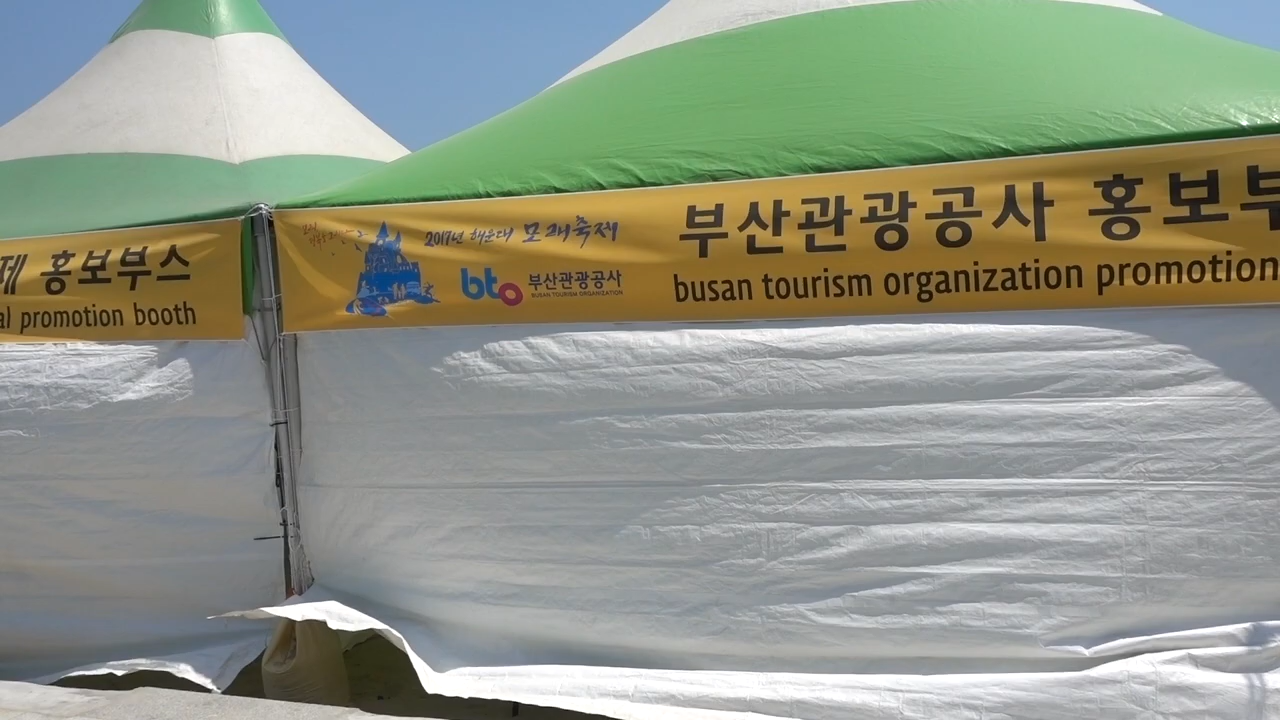 제 홍보부스
al promotion booth
2017년 해운대 모래축제
bto 부산관광공사
BUSAN TOURISM ORGANIZATION
부산관광공사 홍보부
busan tourism organization promotion